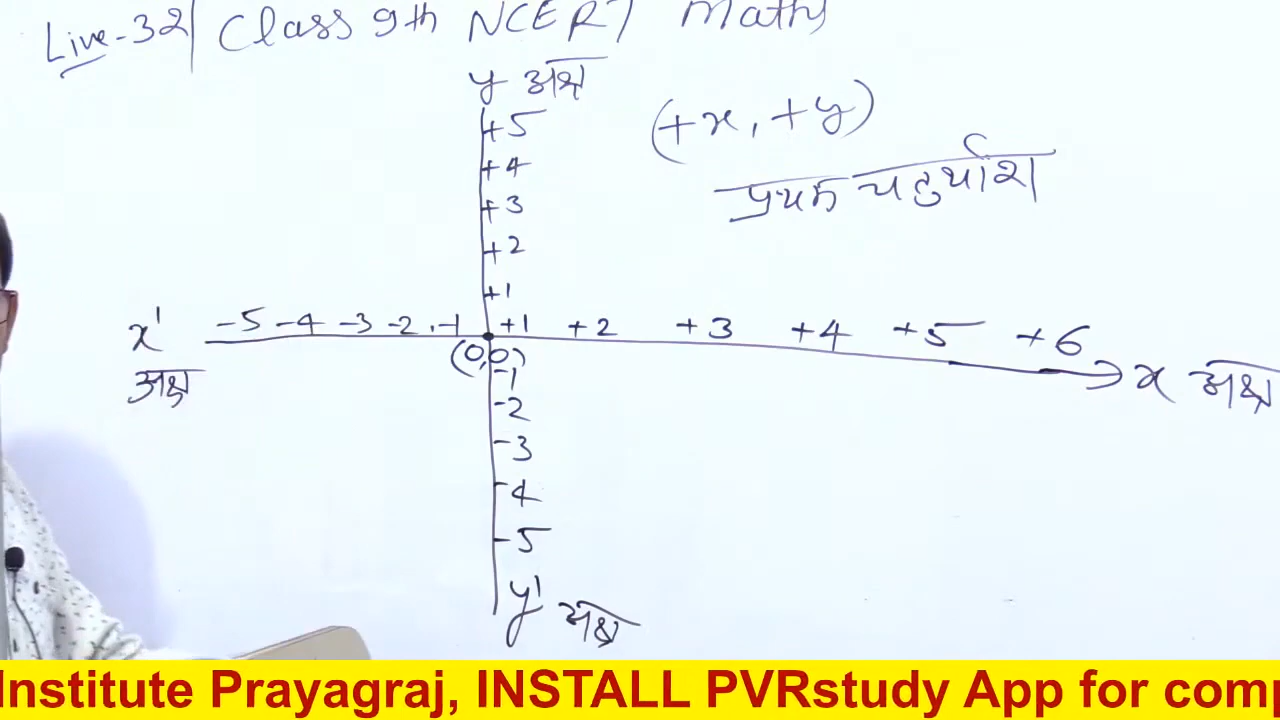 Live-32| Class 9th NCERT Maths
y अक्ष
(+x, +y)
प्रथम चतुर्थांश
+5
+4
+3
+2
+1
x' -5 -4 -3 -2 -1 +1 +2 +3 +4 +5 +6
अक्ष
(0,0)
x अक्ष
-1
-2
-3
-4
-5
y' अक्ष
Institute Prayagraj, INSTALL PVRstudy App for comp